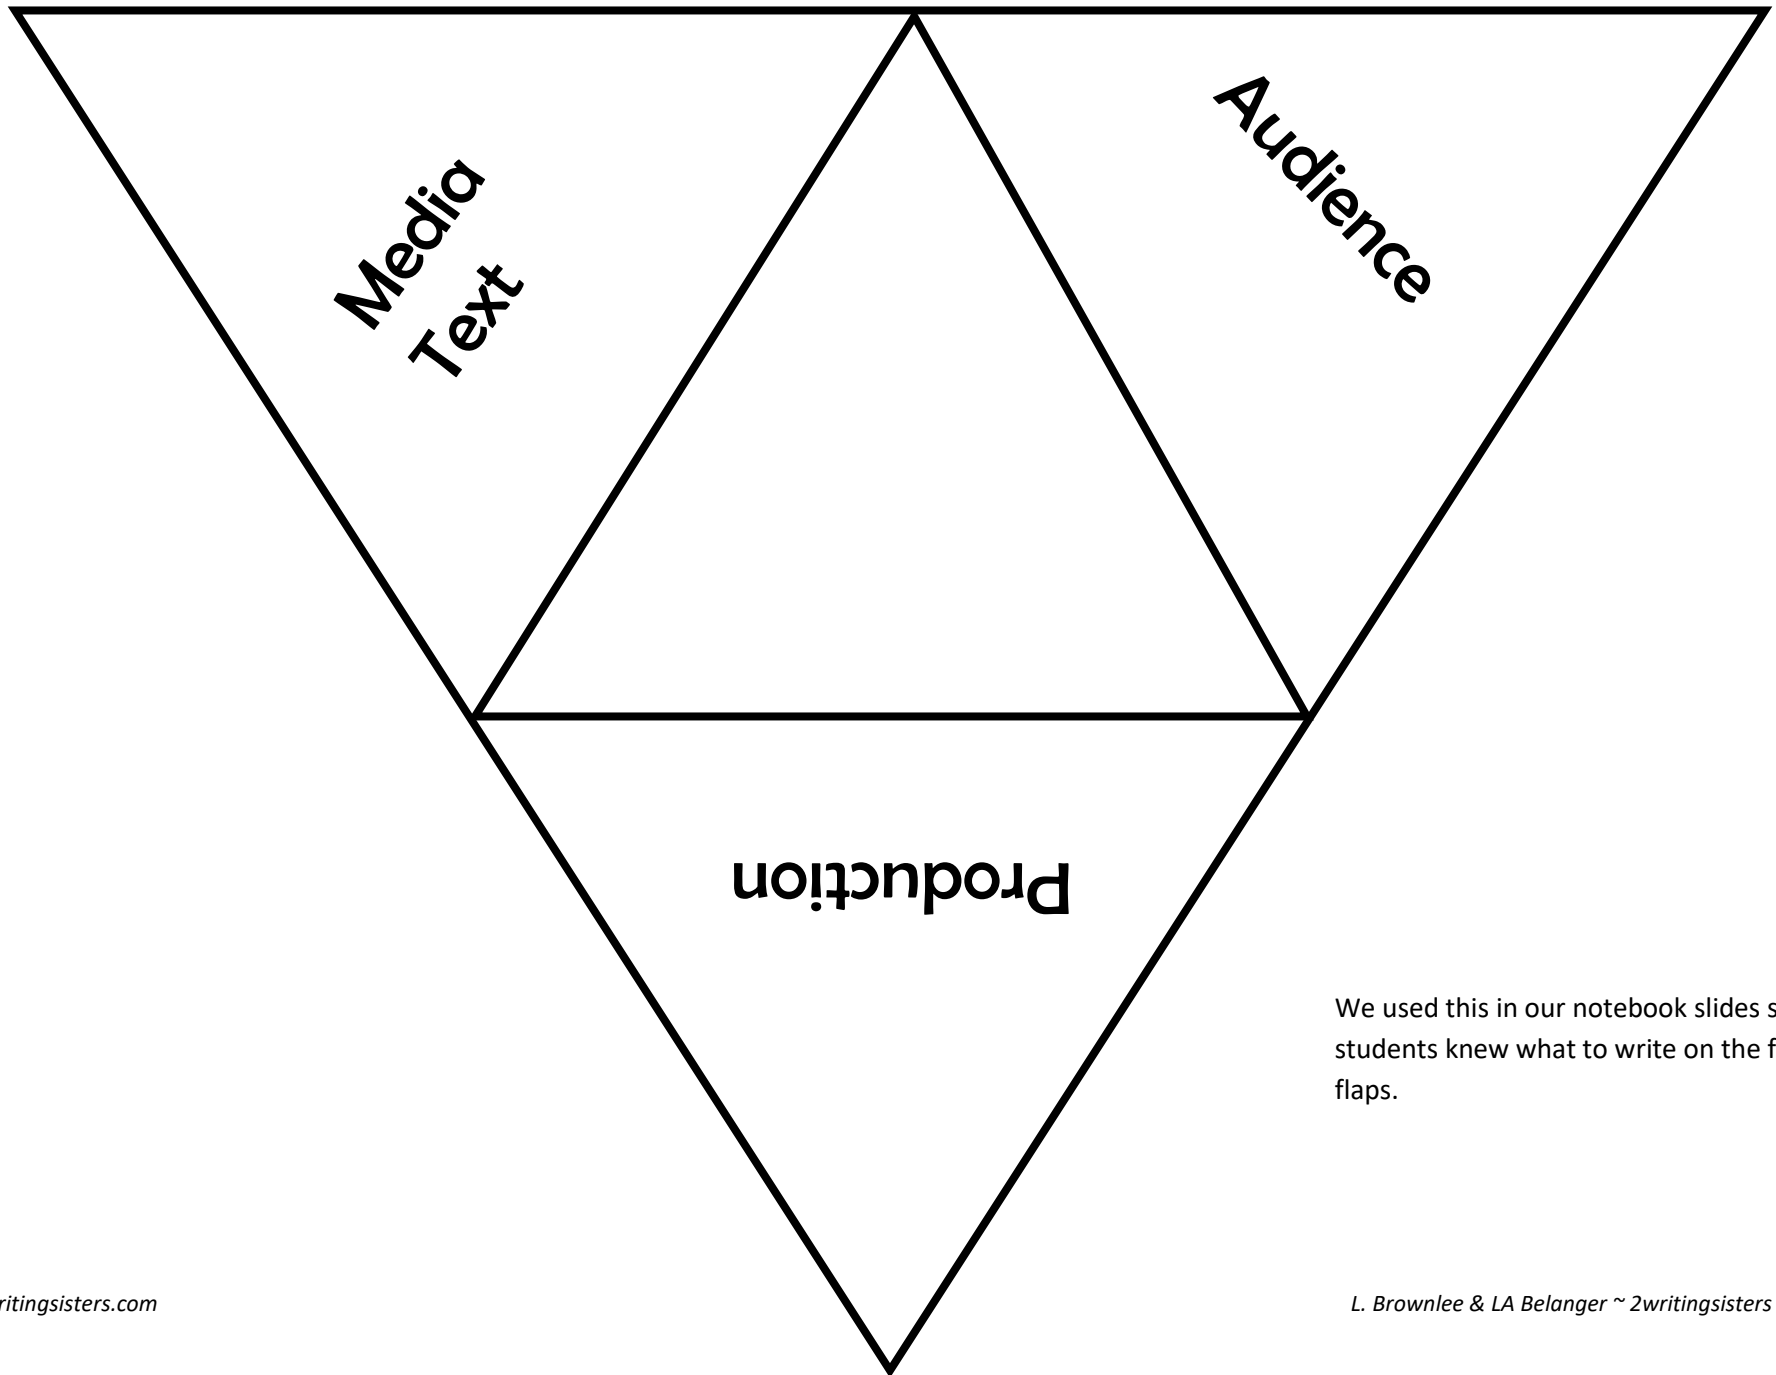 Media
Text
Audience
Production
We used this in our notebook slides s
students knew what to write on the f
flaps.
ritingsisters.com
L. Brownlee & LA Belanger ~ 2writingsisters